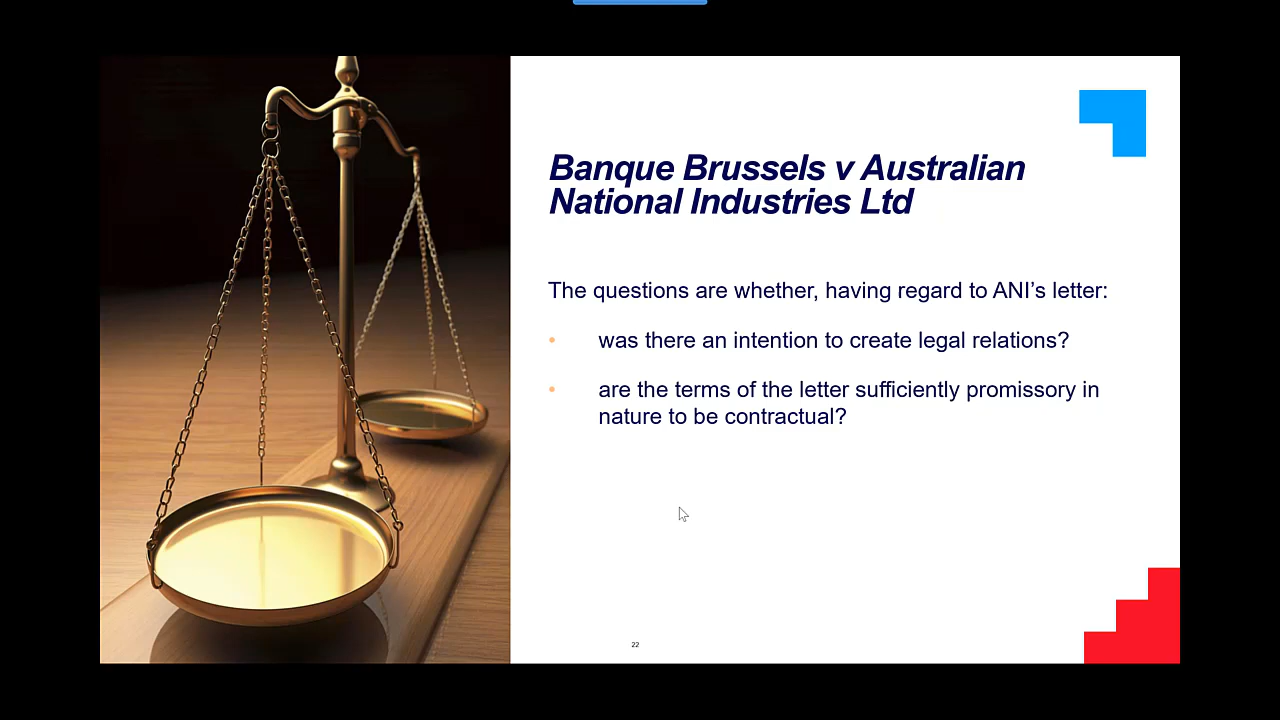 Banque Brussels v Australian
National Industries Ltd
The questions are whether, having regard to ANI’s letter:
• was there an intention to create legal relations?
• are the terms of the letter sufficiently promissory in
nature to be contractual?
22